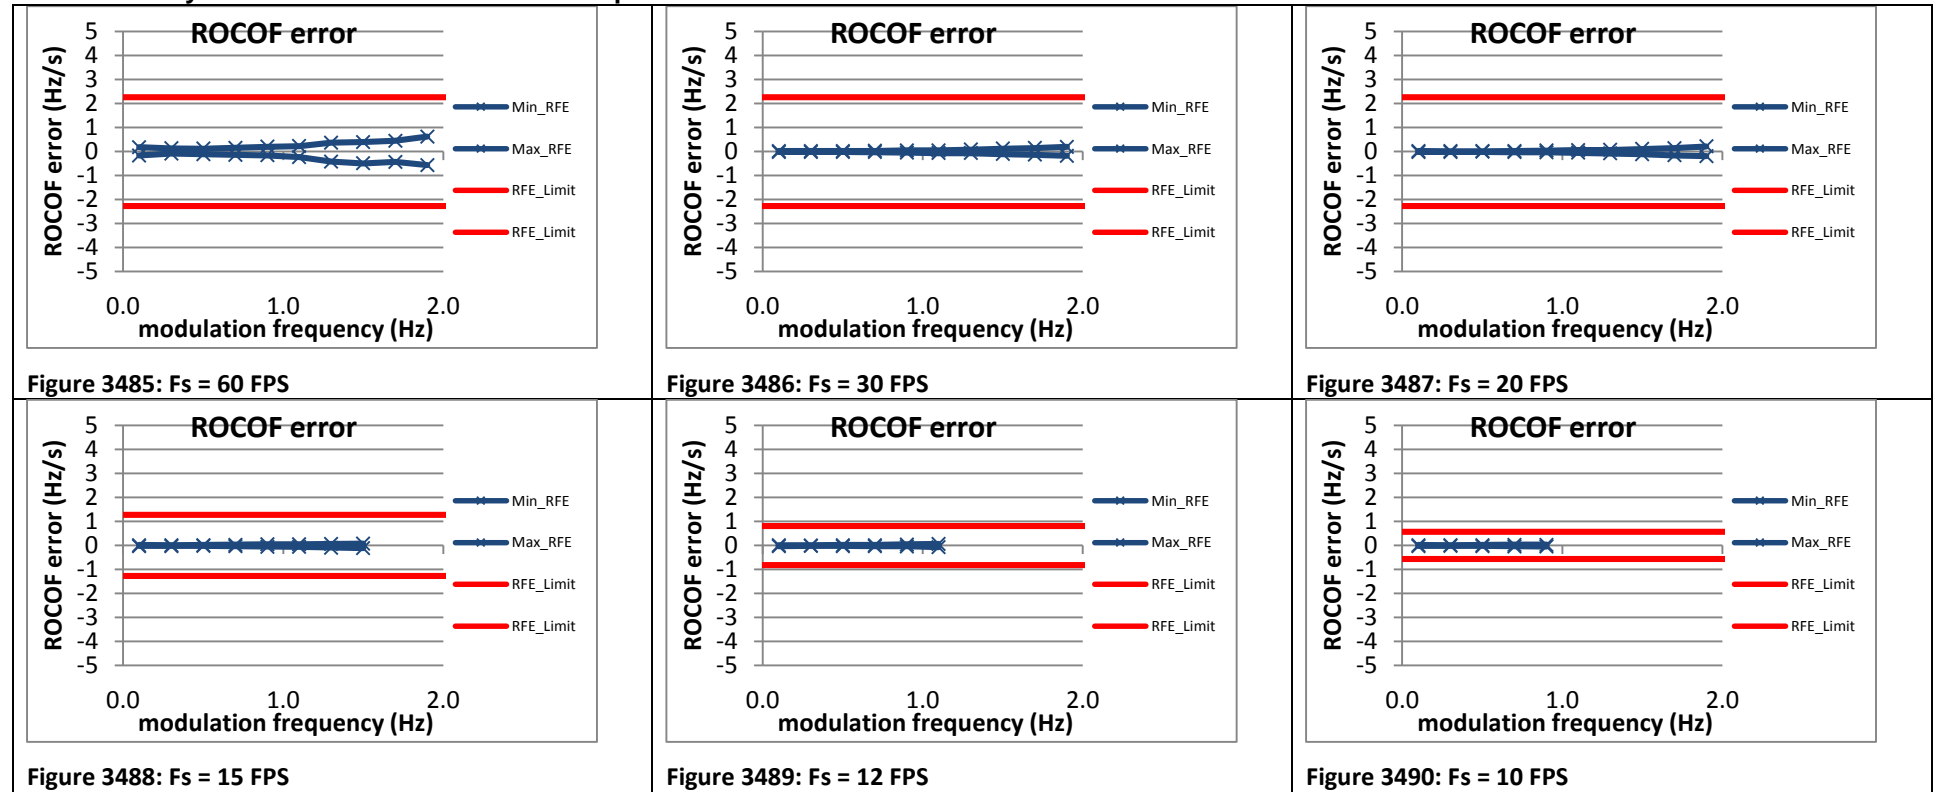 ROCOF error
ROCOF error (Hz/s)
5
4
3
2
1
0
-1
-2
-3
-4
-5
0.0 1.0 2.0
modulation frequency (Hz)
Min_RFE
Max_RFE
RFE_Limit
RFE_Limit
Figure 3485: Fs = 60 FPS
ROCOF error
ROCOF error (Hz/s)
5
4
3
2
1
0
-1
-2
-3
-4
-5
0.0 1.0 2.0
modulation frequency (Hz)
Min_RFE
Max_RFE
RFE_Limit
RFE_Limit
Figure 3486: Fs = 30 FPS
ROCOF error
ROCOF error (Hz/s)
5
4
3
2
1
0
-1
-2
-3
-4
-5
0.0 1.0 2.0
modulation frequency (Hz)
Min_RFE
Max_RFE
RFE_Limit
RFE_Limit
Figure 3487: Fs = 20 FPS
ROCOF error
ROCOF error (Hz/s)
5
4
3
2
1
0
-1
-2
-3
-4
-5
0.0 1.0 2.0
modulation frequency (Hz)
Min_RFE
Max_RFE
RFE_Limit
RFE_Limit
Figure 3488: Fs = 15 FPS
ROCOF error
ROCOF error (Hz/s)
5
4
3
2
1
0
-1
-2
-3
-4
-5
0.0 1.0 2.0
modulation frequency (Hz)
Min_RFE
Max_RFE
RFE_Limit
RFE_Limit
Figure 3489: Fs = 12 FPS
ROCOF error
ROCOF error (Hz/s)
5
4
3
2
1
0
-1
-2
-3
-4
-5
0.0 1.0 2.0
modulation frequency (Hz)
Min_RFE
Max_RFE
RFE_Limit
RFE_Limit
Figure 3490: Fs = 10 FPS